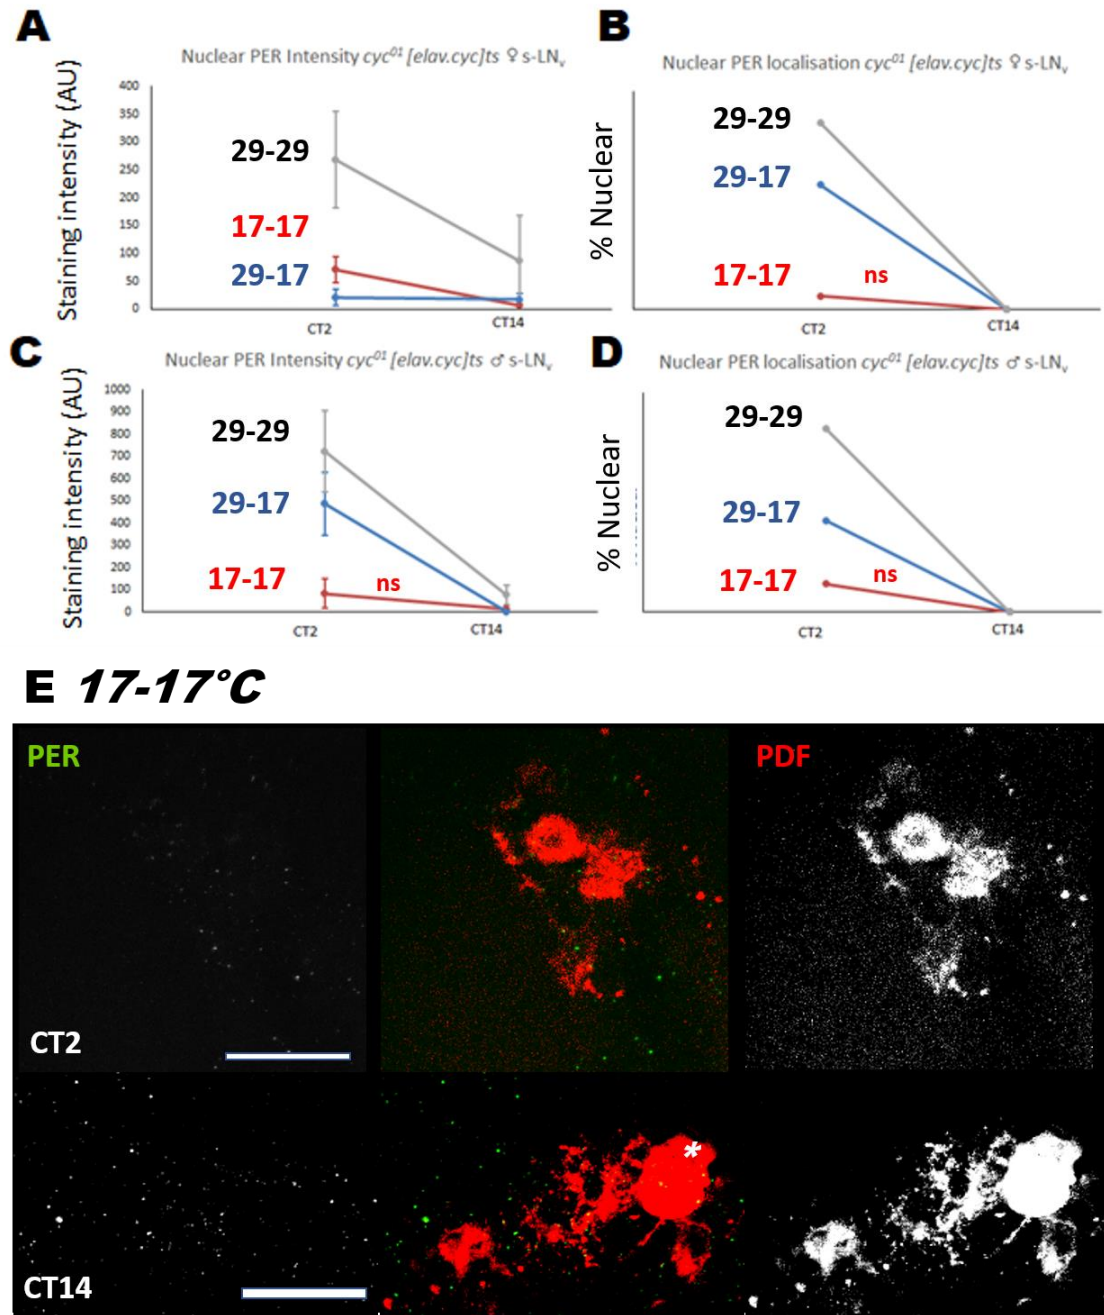 A
Nuclear PER Intensity cyc⁰¹ [elav.cyc]ts ♀ s-LNᵥ
Staining intensity (AU)
400
350
300
250
200
150
100
50
0
29-29
17-17
29-17
CT2
CT14
B
Nuclear PER localisation cyc⁰¹ [elav.cyc]ts ♀ s-LNᵥ
% Nuclear
29-29
29-17
17-17
ns
CT2
CT14
C
Nuclear PER Intensity cyc⁰¹ [elav.cyc]ts ♂ s-LNᵥ
Staining intensity (AU)
1000
900
800
700
600
500
400
300
200
100
0
29-29
29-17
17-17
ns
CT2
CT14
D
Nuclear PER localisation cyc⁰¹ [elav.cyc]ts ♂ s-LNᵥ
% Nuclear
29-29
29-17
17-17
ns
CT2
CT14
E 17-17°C
PER
PDF
CT2
*
CT14